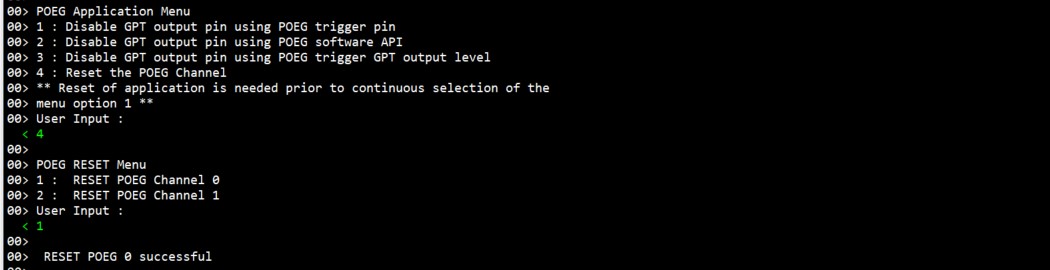 00> POEG Application Menu
00> 1 : Disable GPT output pin using POEG trigger pin
00> 2 : Disable GPT output pin using POEG software API
00> 3 : Disable GPT output pin using POEG trigger GPT output level
00> 4 : Reset the POEG Channel
00> ** Reset of application is needed prior to continuous selection of the
00> menu option 1 **
00> User Input :
< 4
00>
00> POEG RESET Menu
00> 1 :  RESET POEG Channel 0
00> 2 :  RESET POEG Channel 1
00> User Input :
< 1
00>
00>  RESET POEG 0 successful